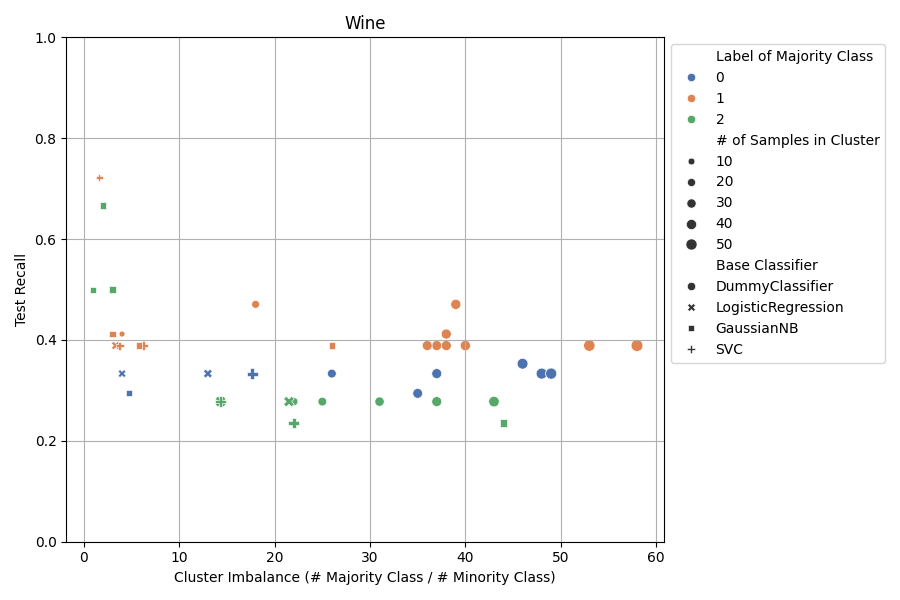 Wine
1.0
0.8
0.6
0.4
0.2
0.0
Test Recall
0 10 20 30 40 50 60
Cluster Imbalance (# Majority Class / # Minority Class)
Label of Majority Class
0
1
2
# of Samples in Cluster
10
20
30
40
50
Base Classifier
DummyClassifier
LogisticRegression
GaussianNB
SVC